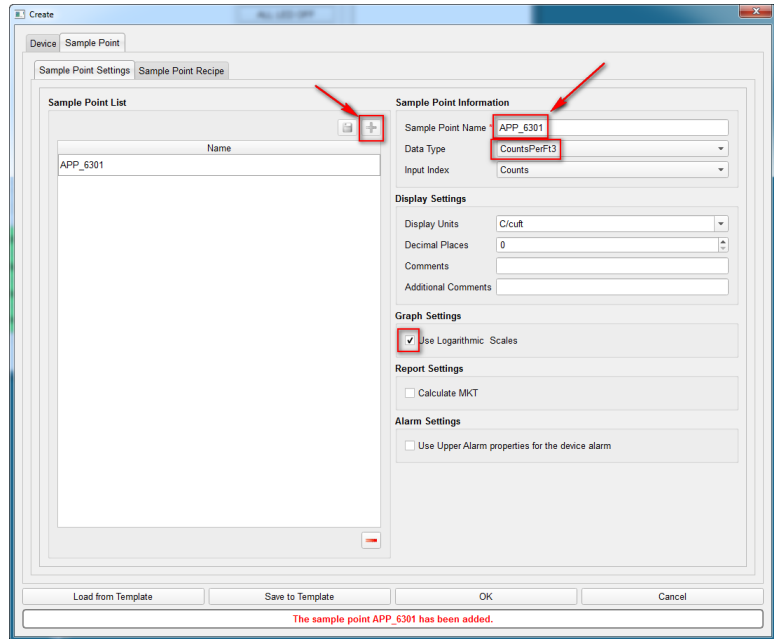 Create
ALL LED OFF
Device Sample Point
Sample Point Settings Sample Point Recipe
Sample Point List
Name
APP_6301
Sample Point Information
Sample Point Name * APP_6301
Data Type CountsPerFt3
Input Index Counts
Display Settings
Display Units C/cuft
Decimal Places 0
Comments
Additional Comments
Graph Settings
Use Logarithmic Scales
Report Settings
Calculate MKT
Alarm Settings
Use Upper Alarm properties for the device alarm
Load from Template Save to Template OK Cancel
The sample point APP_6301 has been added.